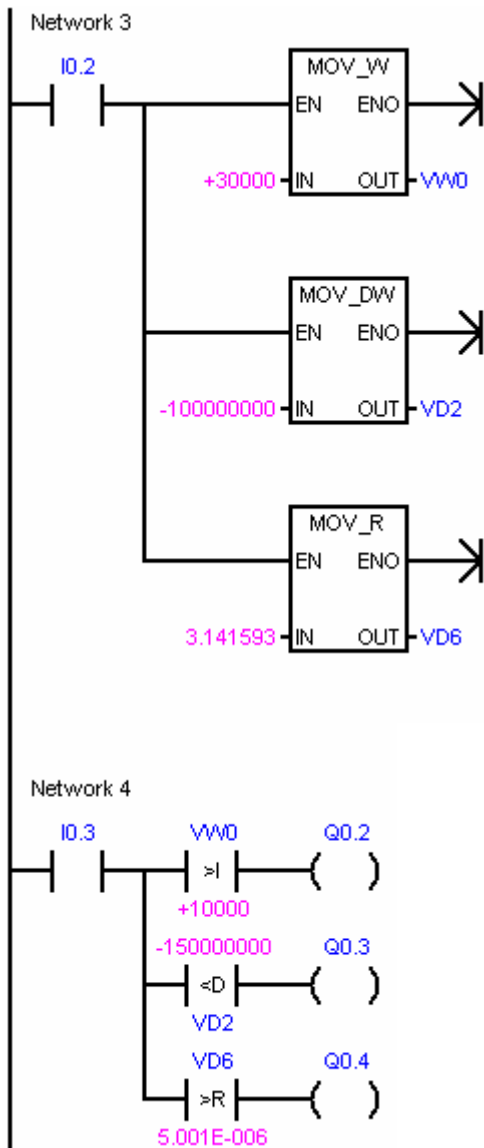 Network 3
I0.2
MOV_W
EN ENO
+30000 IN OUT VW0
MOV_DW
EN ENO
-100000000 IN OUT VD2
MOV_R
EN ENO
3.141593 IN OUT VD6
Network 4
I0.3 VW0 Q0.2
>I
+10000
-150000000 Q0.3
<D
VD2
VD6 Q0.4
>R
5.001E-006